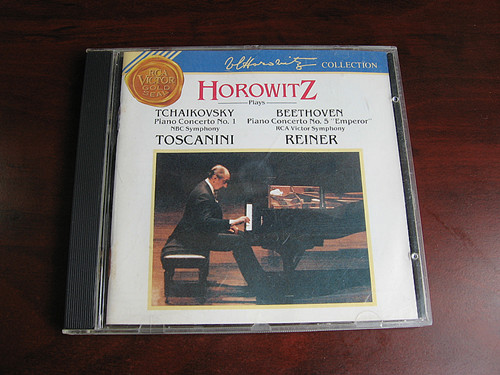 RCA
VICTOR
GOLD
SEAL
V. Horowitz COLLECTION
HOROWITZ
Plays
TCHAIKOVSKY
Piano Concerto No. 1
NBC Symphony
TOSCANINI
BEETHOVEN
Piano Concerto No. 5 "Emperor"
RCA Victor Symphony
REINER